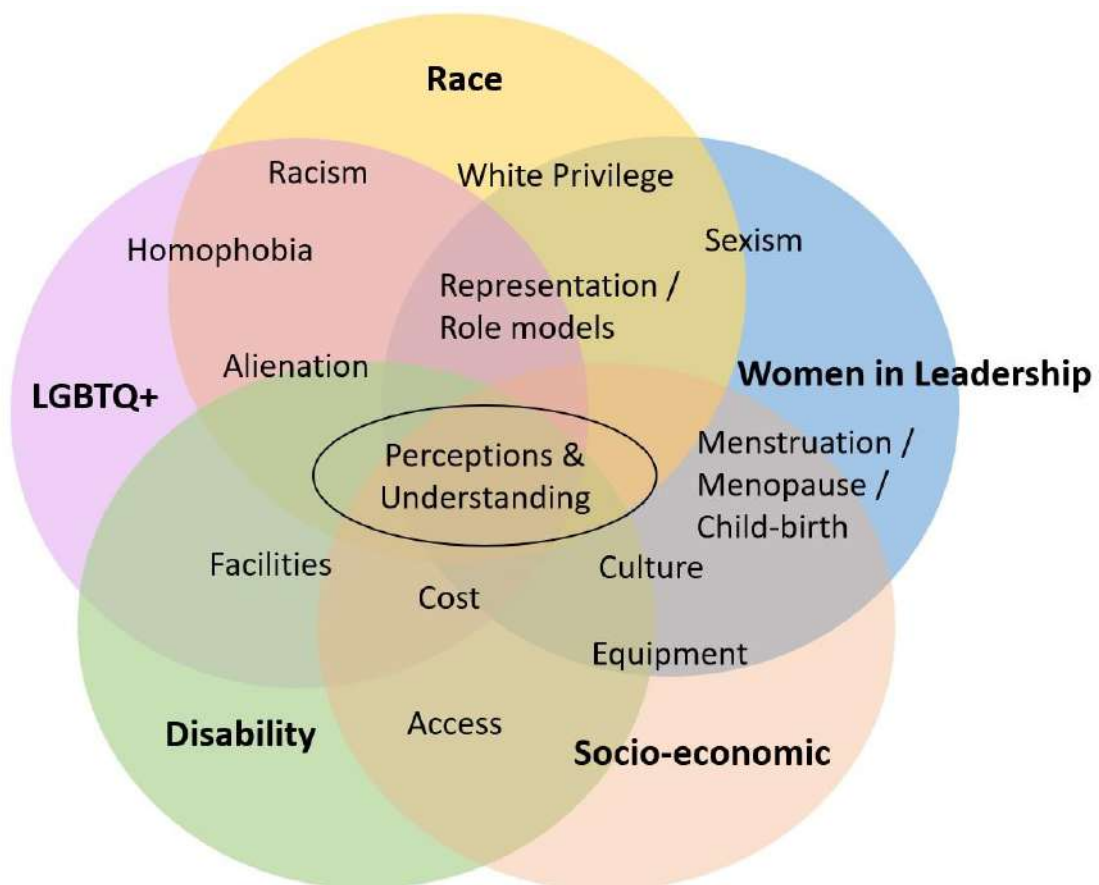 Race
Racism
White Privilege
Homophobia
Sexism
Representation /
Role models
Alienation
LGBTQ+
Women in Leadership
Perceptions &
Understanding
Menstruation /
Menopause /
Child-birth
Facilities
Culture
Cost
Equipment
Access
Disability
Socio-economic